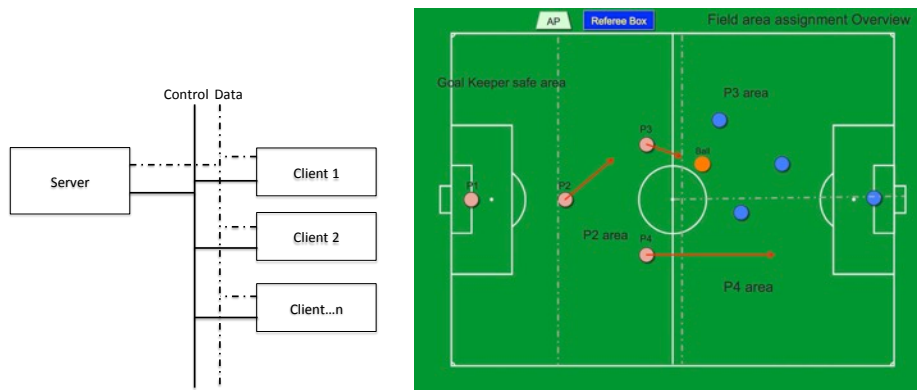 Control Data
Server
Client 1
Client 2
Client...n
AP
Referee Box
Field area assignment Overview
Goal Keeper safe area
P3 area
P3
Ball
P1
P2
P2 area
P4
P4 area